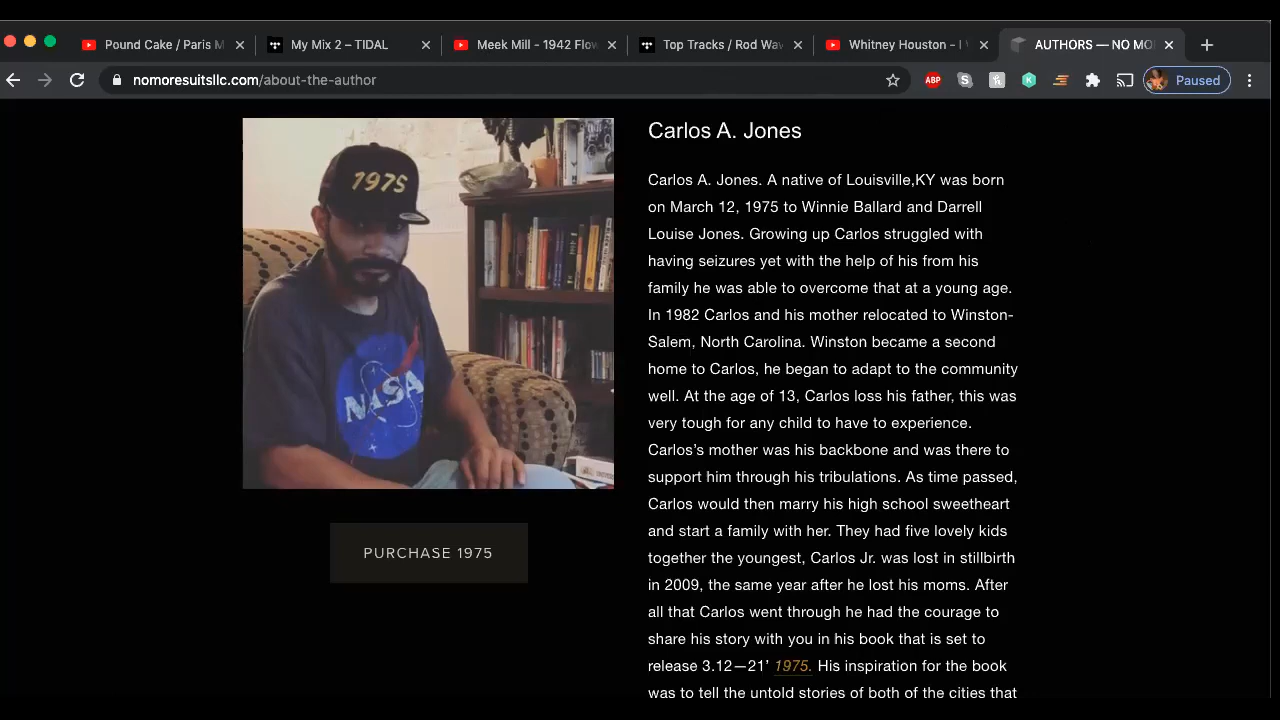 Pound Cake / Paris M
My Mix 2 – TIDAL
Meek Mill - 1942 Flow
Top Tracks / Rod Wav
Whitney Houston - I
AUTHORS — NO MO
nomoresuitsllc.com/about-the-author
ABP
Paused
Carlos A. Jones
Carlos A. Jones. A native of Louisville,KY was born
on March 12, 1975 to Winnie Ballard and Darrell
Louise Jones. Growing up Carlos struggled with
having seizures yet with the help of his from his
family he was able to overcome that at a young age.
In 1982 Carlos and his mother relocated to Winston-
Salem, North Carolina. Winston became a second
home to Carlos, he began to adapt to the community
well. At the age of 13, Carlos loss his father, this was
very tough for any child to have to experience.
Carlos’s mother was his backbone and was there to
support him through his tribulations. As time passed,
Carlos would then marry his high school sweetheart
and start a family with her. They had five lovely kids
together the youngest, Carlos Jr. was lost in stillbirth
in 2009, the same year after he lost his moms. After
all that Carlos went through he had the courage to
share his story with you in his book that is set to
release 3.12—21’ 1975. His inspiration for the book
was to tell the untold stories of both of the cities that
1975
NASA
PURCHASE 1975